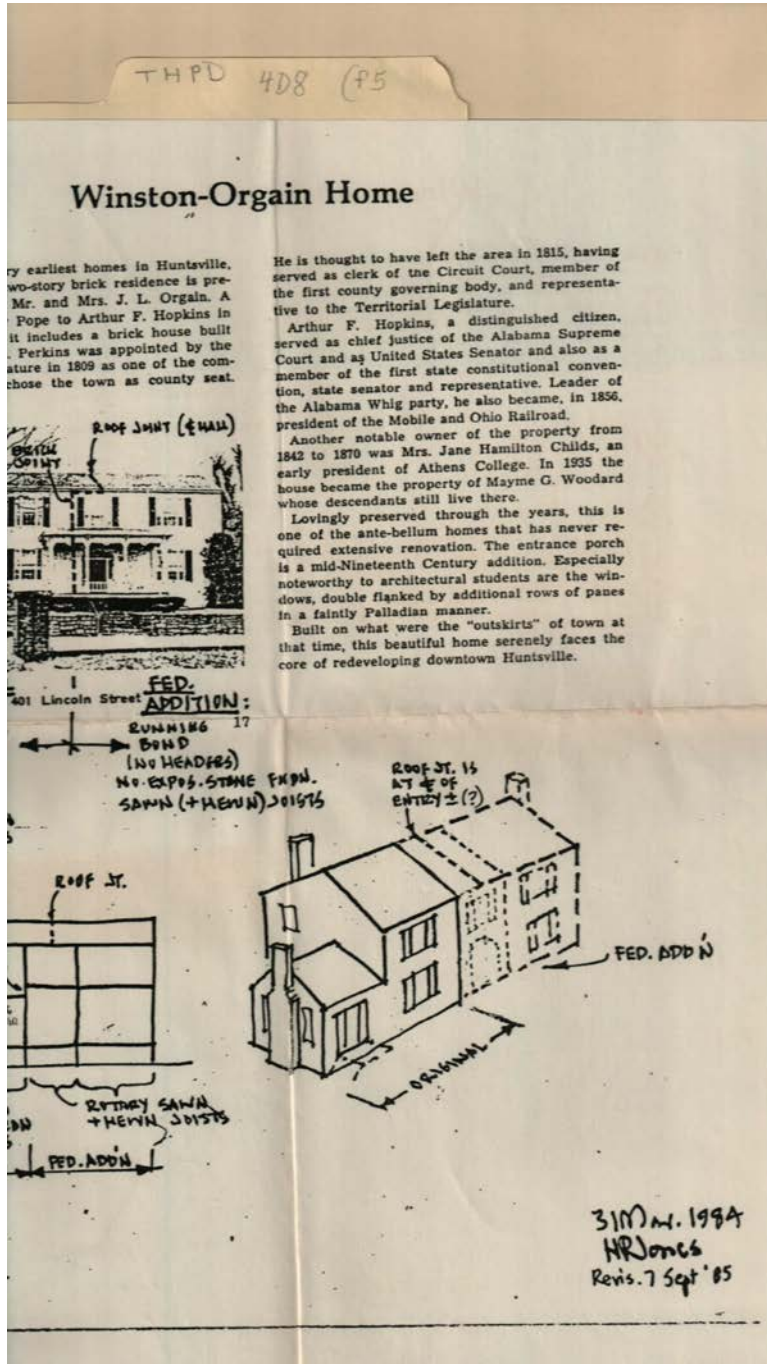 THPD 4D8 (F5
Winston-Orgain Home
ry earliest homes in Huntsville,
wo-story brick residence is pre-
Mr. and Mrs. J. L. Orgain. A
Pope to Arthur F. Hopkins in
it includes a brick house built
. Perkins was appointed by the
ature in 1809 as one of the com-
chose the town as county seat.
He is thought to have left the area in 1815, having
served as clerk of the Circuit Court, member of
the first county governing body, and representa-
tive to the Territorial Legislature.
Arthur F. Hopkins, a distinguished citizen,
served as chief justice of the Alabama Supreme
Court and as United States Senator and also as a
member of the first state constitutional conven-
tion, state senator and representative. Leader of
the Alabama Whig party, he also became, in 1856,
president of the Mobile and Ohio Railroad.
Another notable owner of the property from
1842 to 1870 was Mrs. Jane Hamilton Childs, an
early president of Athens College. In 1935 the
house became the property of Mayme G. Woodard
whose descendants still live there.
Lovingly preserved through the years, this is
one of the ante-bellum homes that has never re-
quired extensive renovation. The entrance porch
is a mid-Nineteenth Century addition. Especially
noteworthy to architectural students are the win-
dows, double flanked by additional rows of panes
in a faintly Palladian manner.
Built on what were the "outskirts" of town at
that time, this beautiful home serenely faces the
core of redeveloping downtown Huntsville.
ROOF JOINT (℄ HALL)
BRICK
JOINT
401 Lincoln Street
FED.
ADDITION:
17
RUNNING
BOND
(NO HEADERS)
NO EXPOS. STONE FNDN.
SAWN (+ HEWN) JOISTS
ROOF JT. IS
AT ℄ OF
ENTRY ± (?)
ROOF JT.
FED. ADD'N
ORIGINAL
ROTARY SAWN
+ HEWN JOISTS
FED. ADD'N
31 Mar. 1984
HRJones
Revis. 7 Sept '85